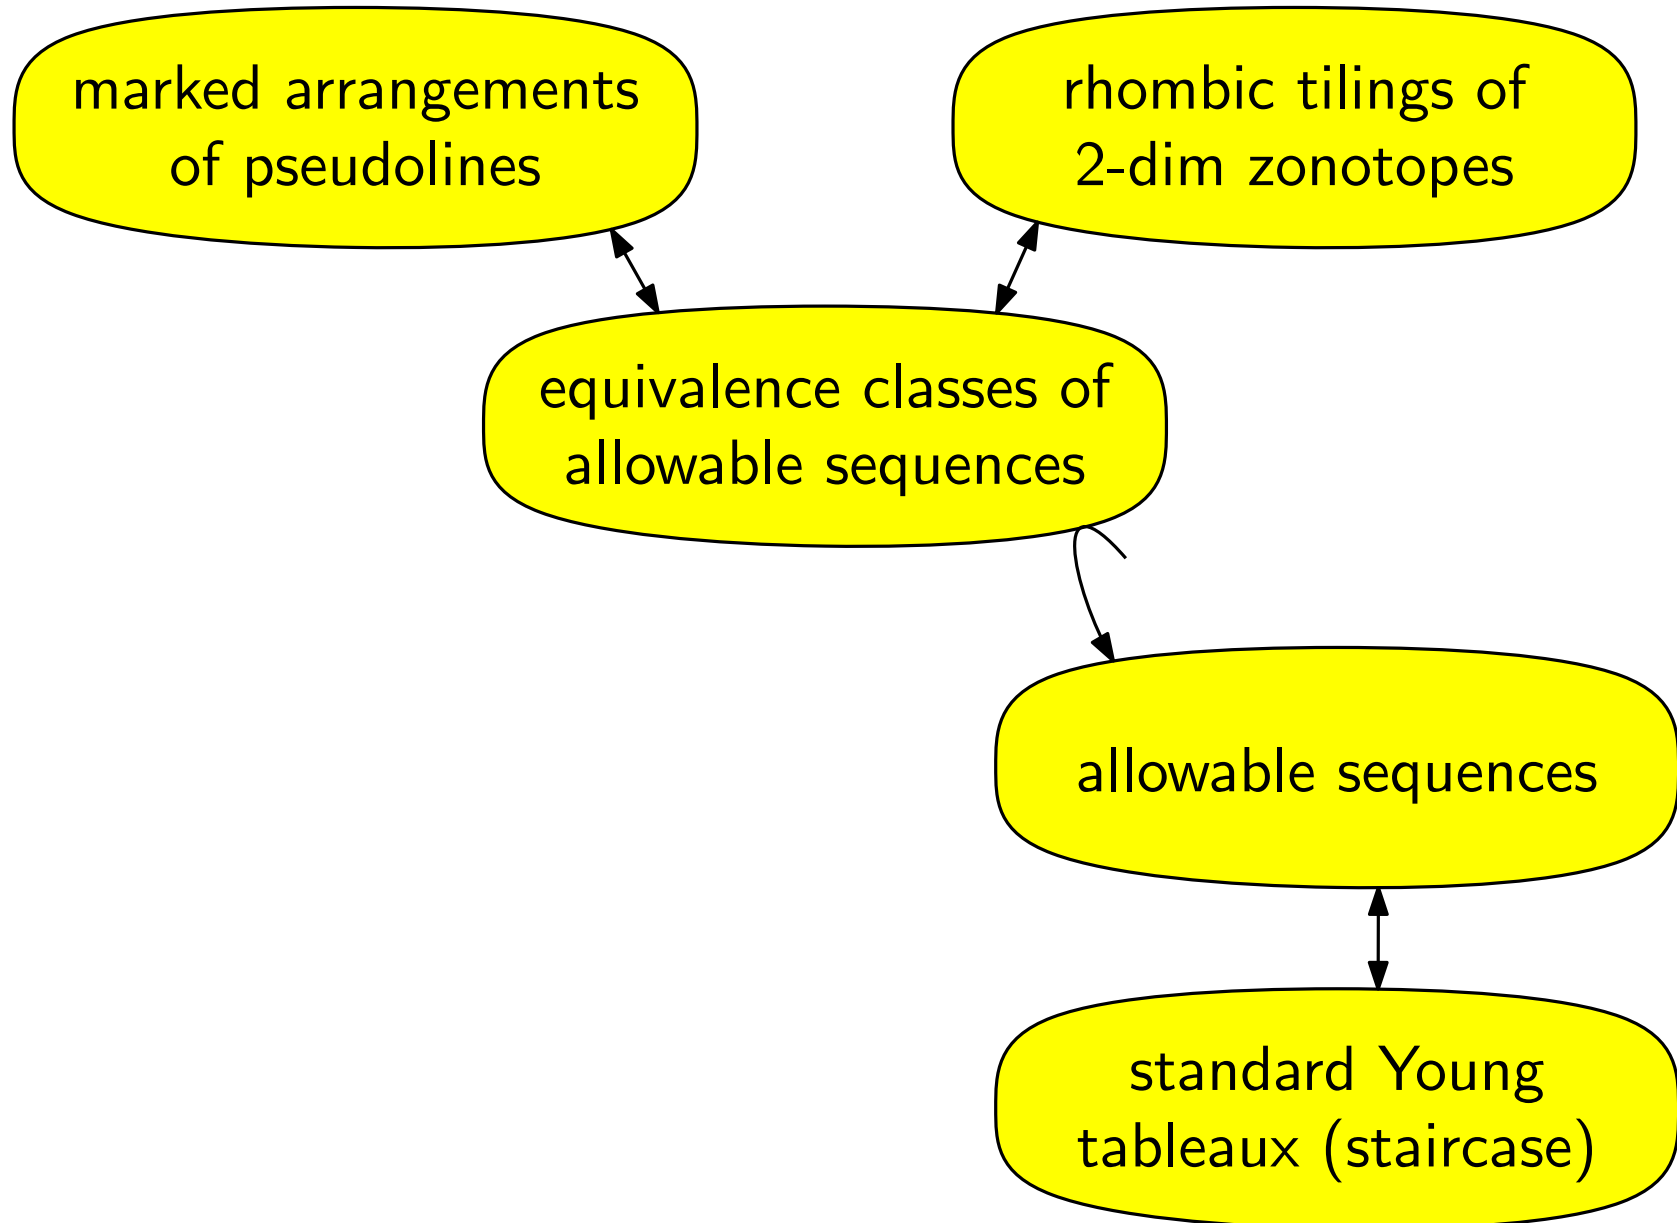 marked arrangements
of pseudolines
rhombic tilings of
2-dim zonotopes
equivalence classes of
allowable sequences
allowable sequences
standard Young
tableaux (staircase)